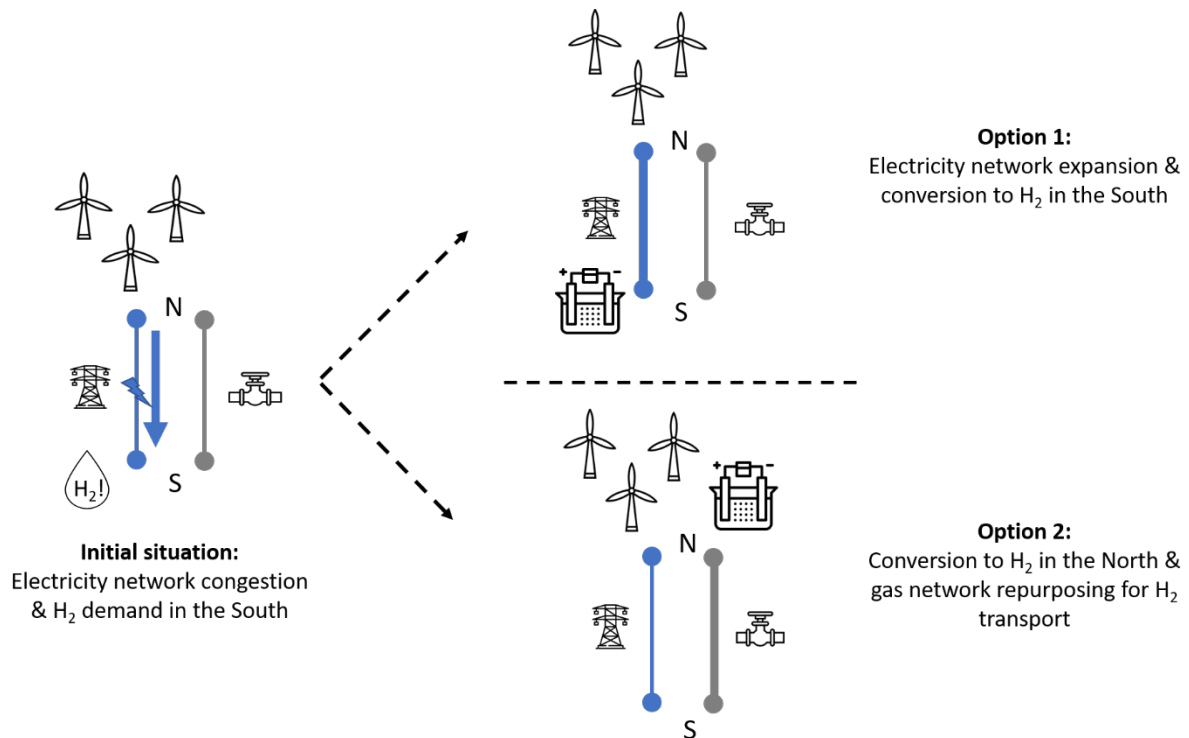 N
S
H₂!
Initial situation:
Electricity network congestion
& H₂ demand in the South
N
+ −
S
Option 1:
Electricity network expansion &
conversion to H₂ in the South
+ −
N
S
Option 2:
Conversion to H₂ in the North &
gas network repurposing for H₂
transport